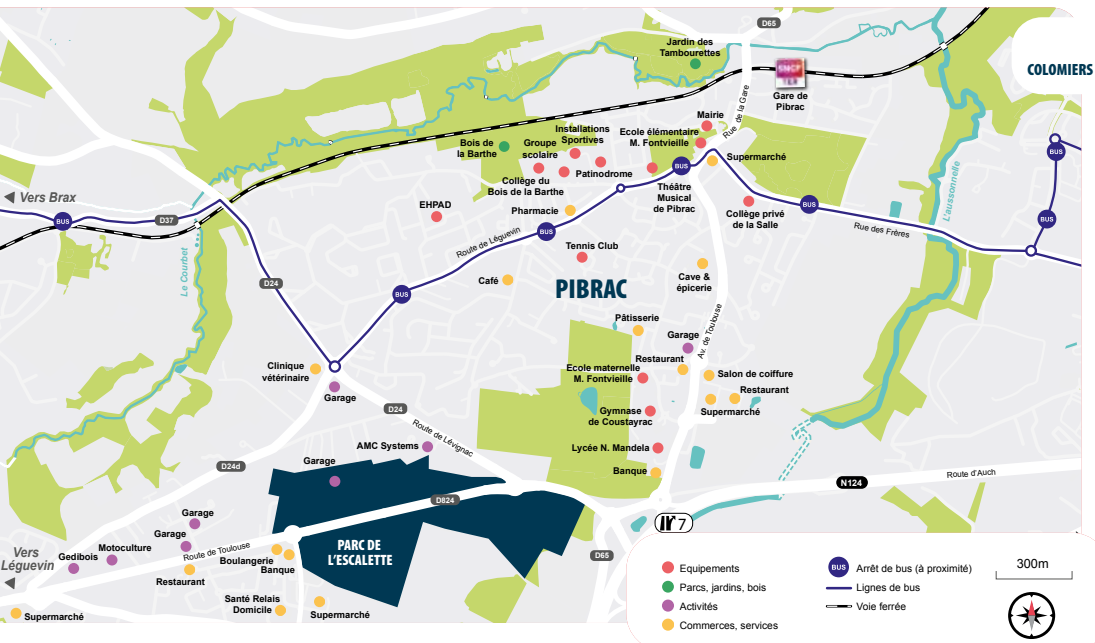 D65
Jardin des
Tambourettes
SNCF
TER
Gare de
Pibrac
COLOMIERS
Rue de la Gare
Mairie
Installations
Sportives
Ecole élémentaire
M. Fontvieille
Bois de
la Barthe
Groupe
scolaire
BUS
Supermarché
BUS
Patinodrome
Collège du
Bois de la Barthe
Théâtre
Musical
de Pibrac
L'aussonnelle
Vers Brax
EHPAD
Pharmacie
BUS
Collège privé
de la Salle
BUS
D37
BUS
Rue des Frères
BUS
Route de Léguevin
Tennis Club
Le Courbet
D24
Café
PIBRAC
Cave &
épicerie
BUS
Pâtisserie
Garage
Av. de Toulouse
Restaurant
Clinique
vétérinaire
Ecole maternelle
M. Fontvieille
Salon de coiffure
Garage
Restaurant
D24
Gymnase
de Coustayrac
Supermarché
Route de Lévignac
AMC Systems
Lycée N. Mandela
Garage
D24d
Banque
Route d'Auch
N124
D824
Garage
7
Garage
PARC DE
L'ESCALETTE
Vers
Léguevin
Motoculture
Gedibois
Route de Toulouse
Boulangerie
Banque
D65
Restaurant
Santé Relais
Domicile
Supermarché
Supermarché
Equipements
Parcs, jardins, bois
Activités
Commerces, services
BUS
Arrêt de bus (à proximité)
Lignes de bus
Voie ferrée
300m